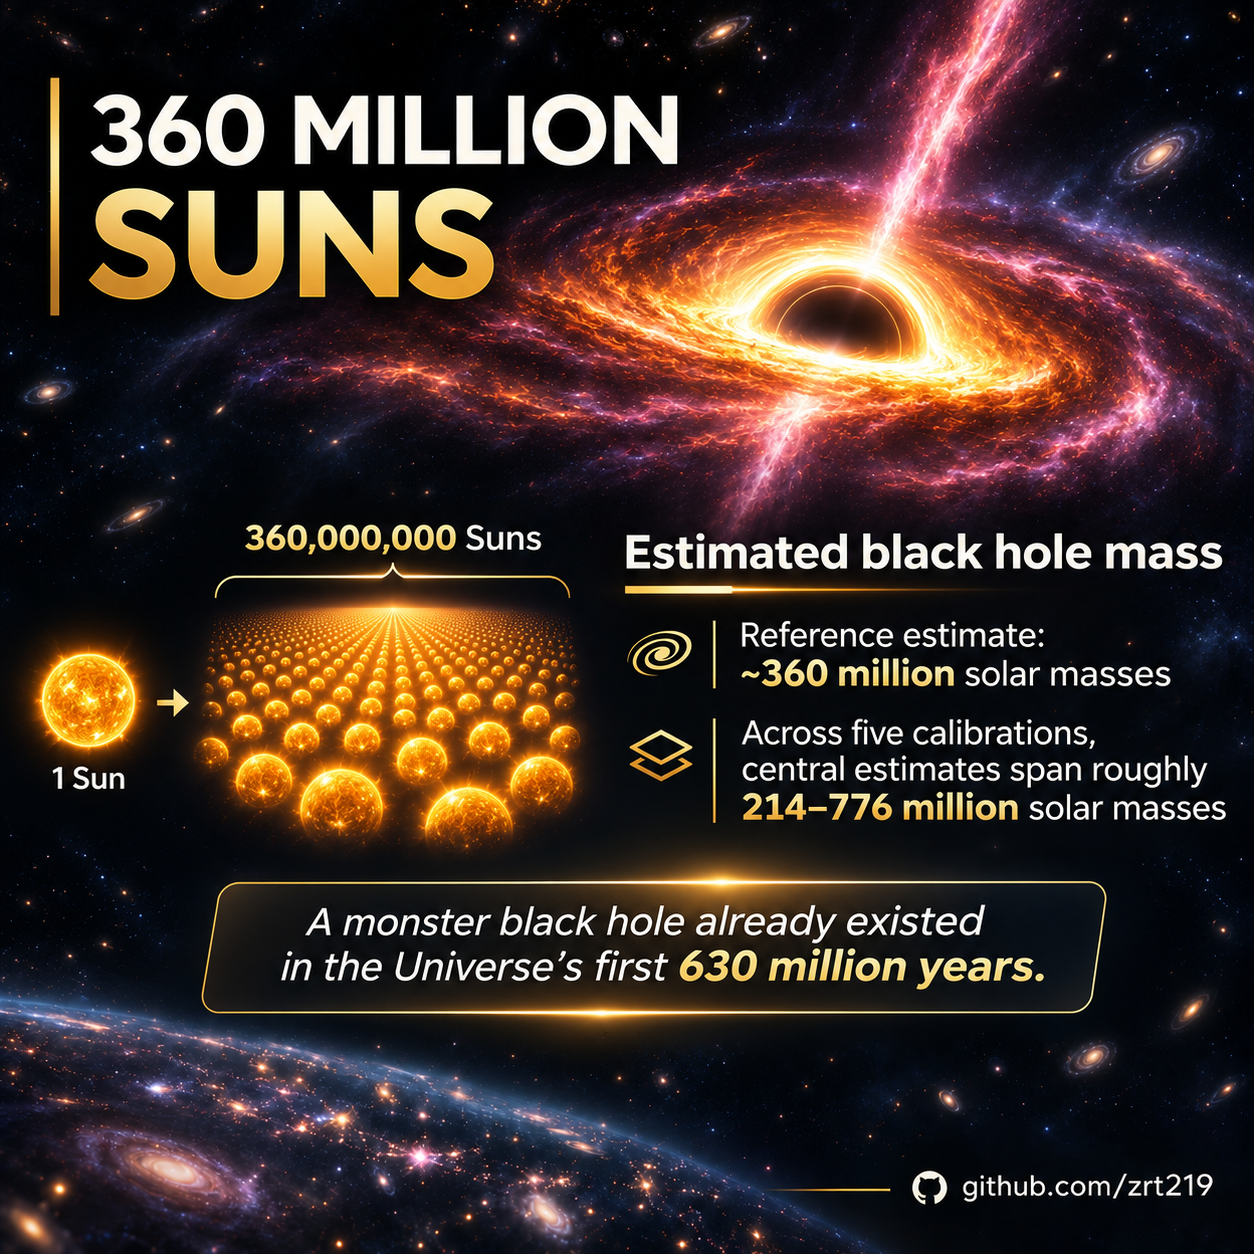 360 MILLION
SUNS
360,000,000 Suns
1 Sun
Estimated black hole mass
Reference estimate:
~360 million solar masses
Across five calibrations,
central estimates span roughly
214–776 million solar masses
A monster black hole already existed
in the Universe’s first 630 million years.
github.com/zrt219